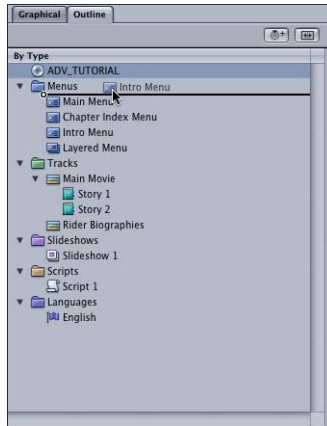 Graphical Outline
By Type
ADV_TUTORIAL
Menus Intro Menu
Main Menu
Chapter Index Menu
Intro Menu
Layered Menu
Tracks
Main Movie
Story 1
Story 2
Rider Biographies
Slideshows
Slideshow 1
Scripts
Script 1
Languages
English